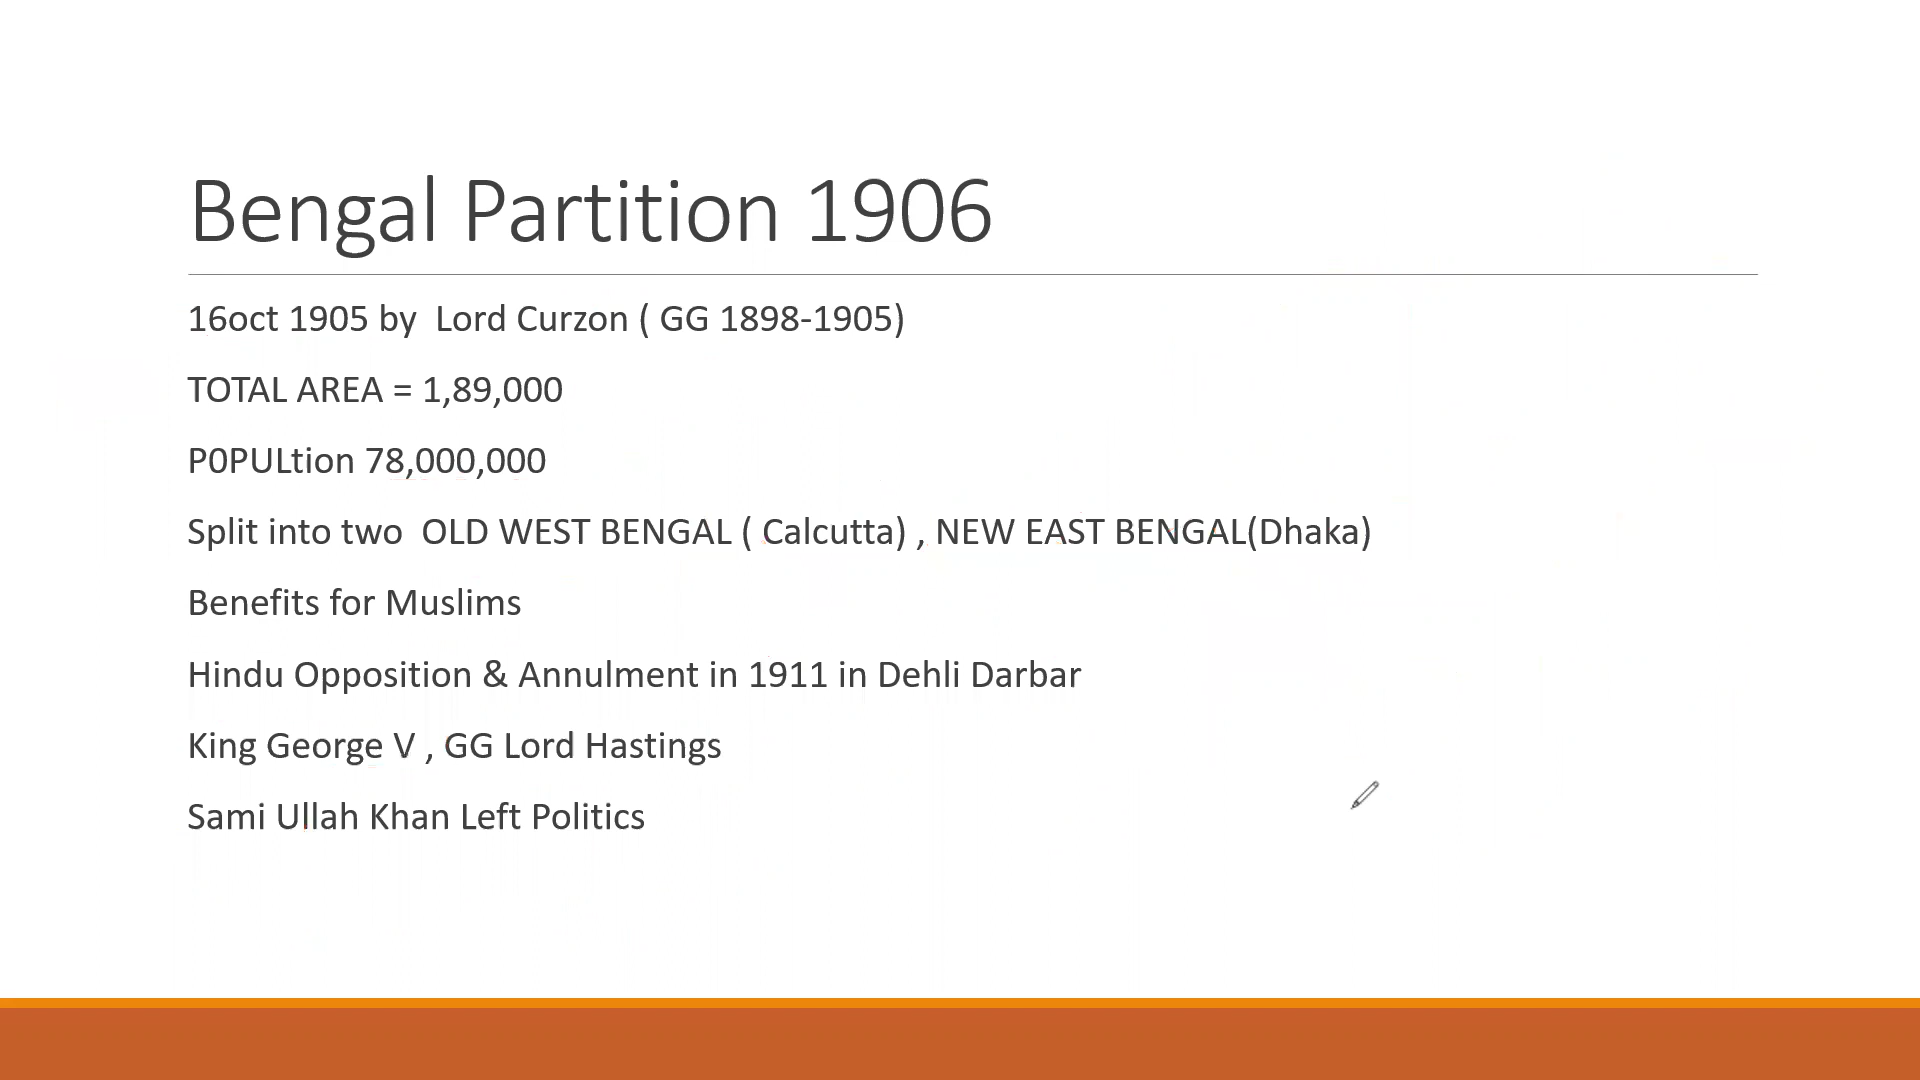 Bengal Partition 1906
16oct 1905 by  Lord Curzon ( GG 1898-1905)
TOTAL AREA = 1,89,000
P0PULtion 78,000,000
Split into two  OLD WEST BENGAL ( Calcutta) , NEW EAST BENGAL(Dhaka)
Benefits for Muslims
Hindu Opposition & Annulment in 1911 in Dehli Darbar
King George V , GG Lord Hastings
Sami Ullah Khan Left Politics